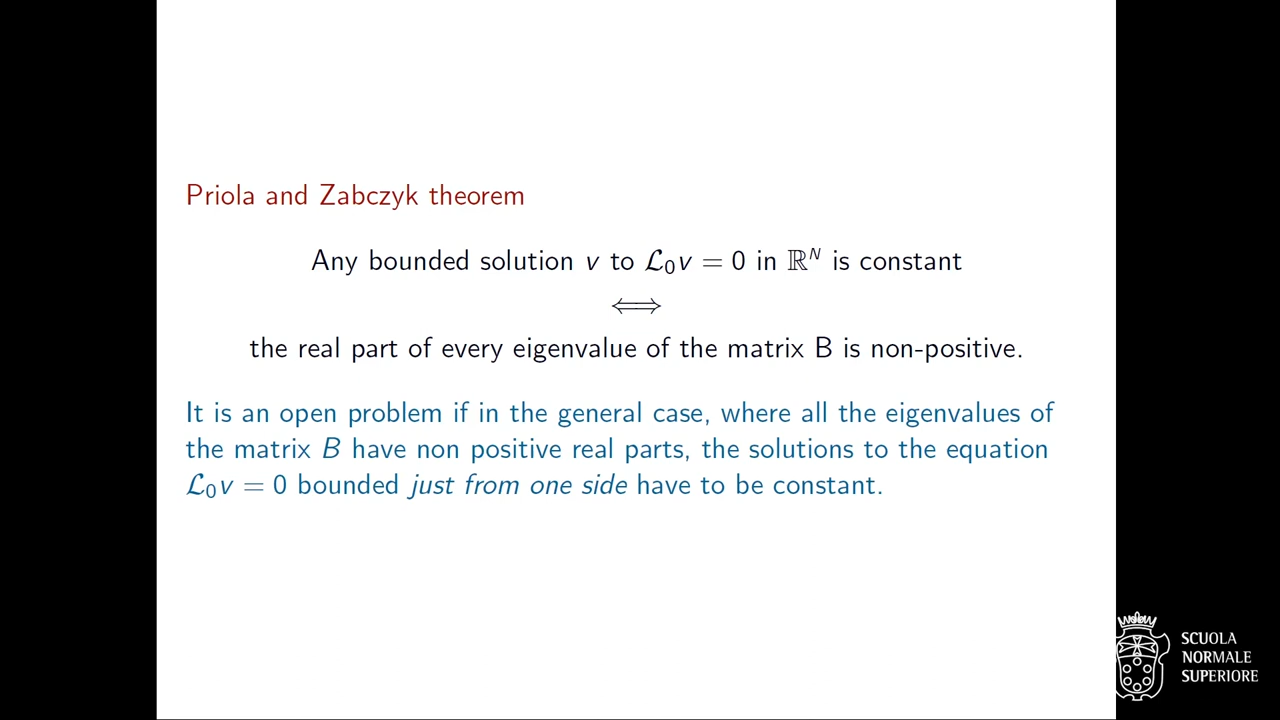 Priola and Zabczyk theorem
Any bounded solution v to ℒ₀v = 0 in ℝᴺ is constant
⟺
the real part of every eigenvalue of the matrix B is non-positive.
It is an open problem if in the general case, where all the eigenvalues of
the matrix B have non positive real parts, the solutions to the equation
ℒ₀v = 0 bounded just from one side have to be constant.
SCUOLA
NORMALE
SUPERIORE